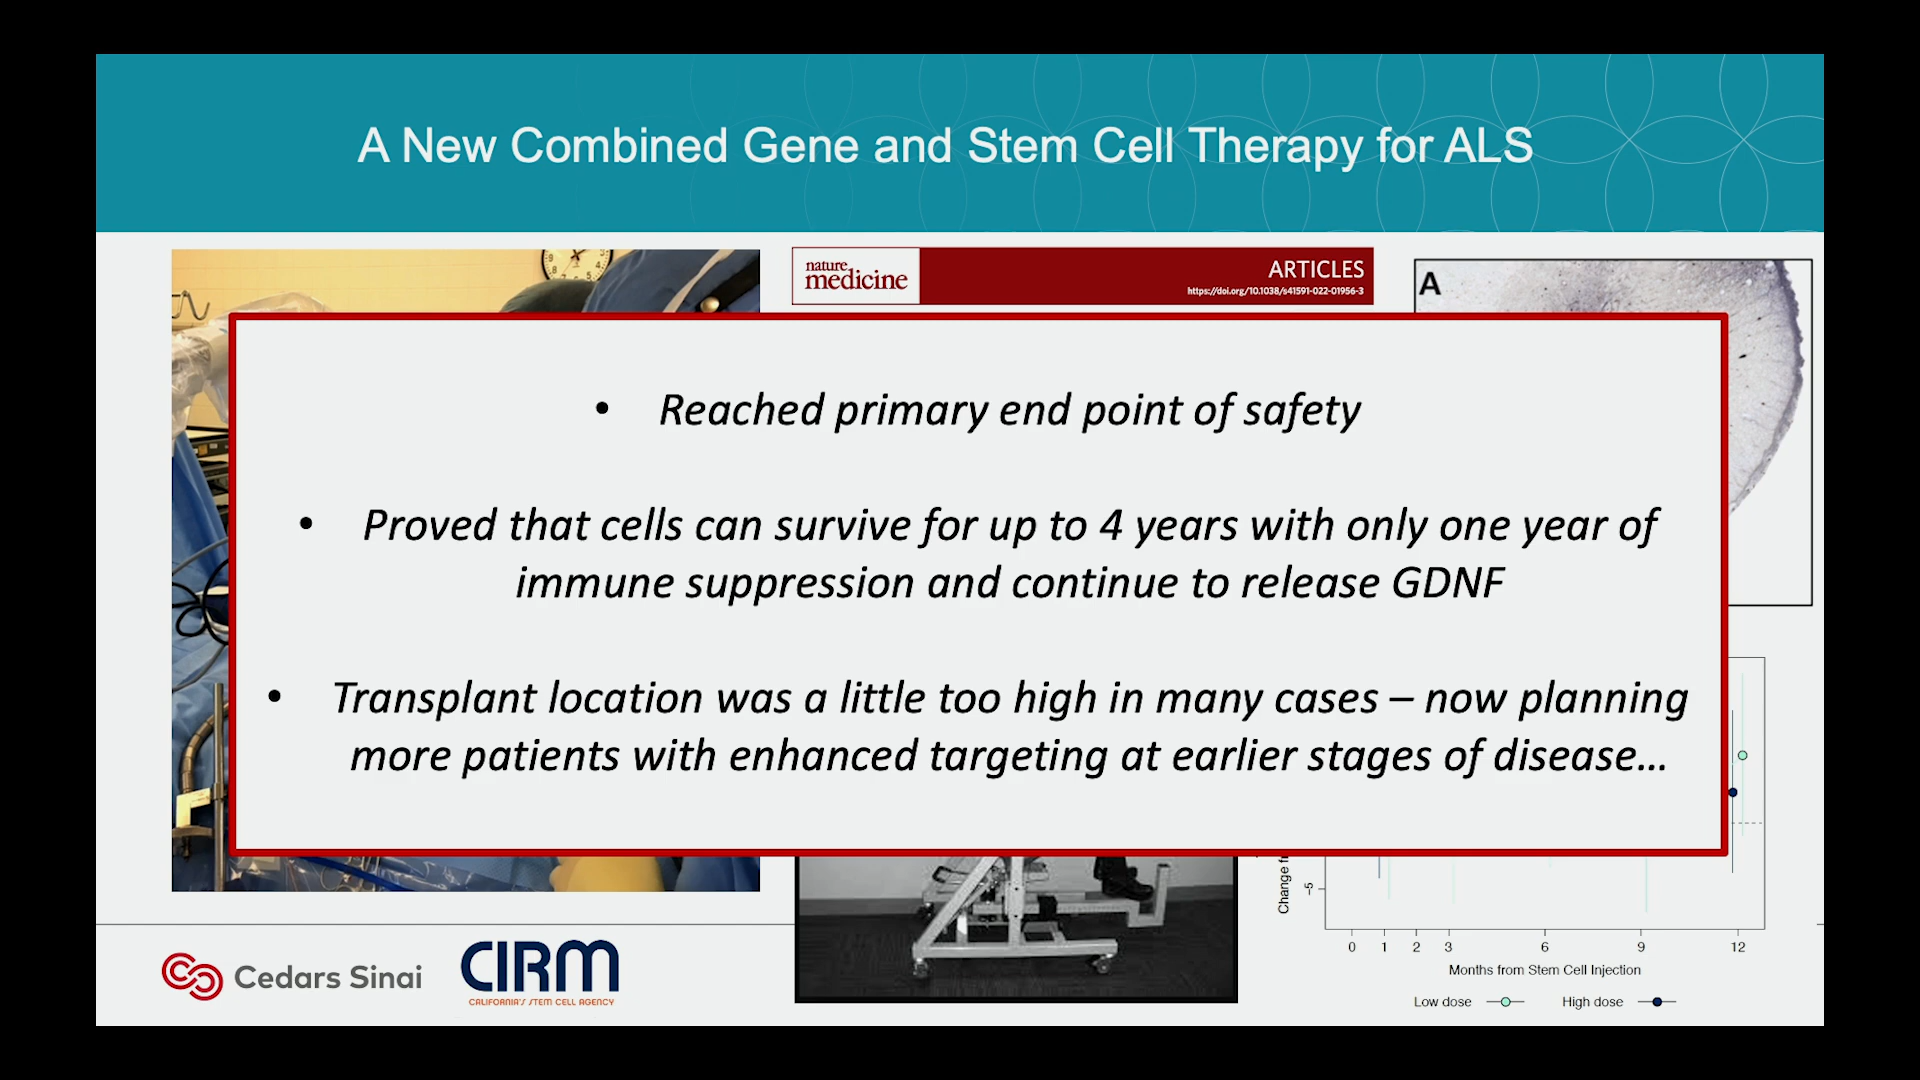 A New Combined Gene and Stem Cell Therapy for ALS
nature
medicine
ARTICLES
https://doi.org/10.1038/s41591-022-01956-3
A
• Reached primary end point of safety
• Proved that cells can survive for up to 4 years with only one year of
immune suppression and continue to release GDNF
• Transplant location was a little too high in many cases – now planning
more patients with enhanced targeting at earlier stages of disease…
-5
0 1 2 3 6 9 12
Months from Stem Cell Injection
Low dose High dose
Cedars Sinai
CIRM
CALIFORNIA'S STEM CELL AGENCY